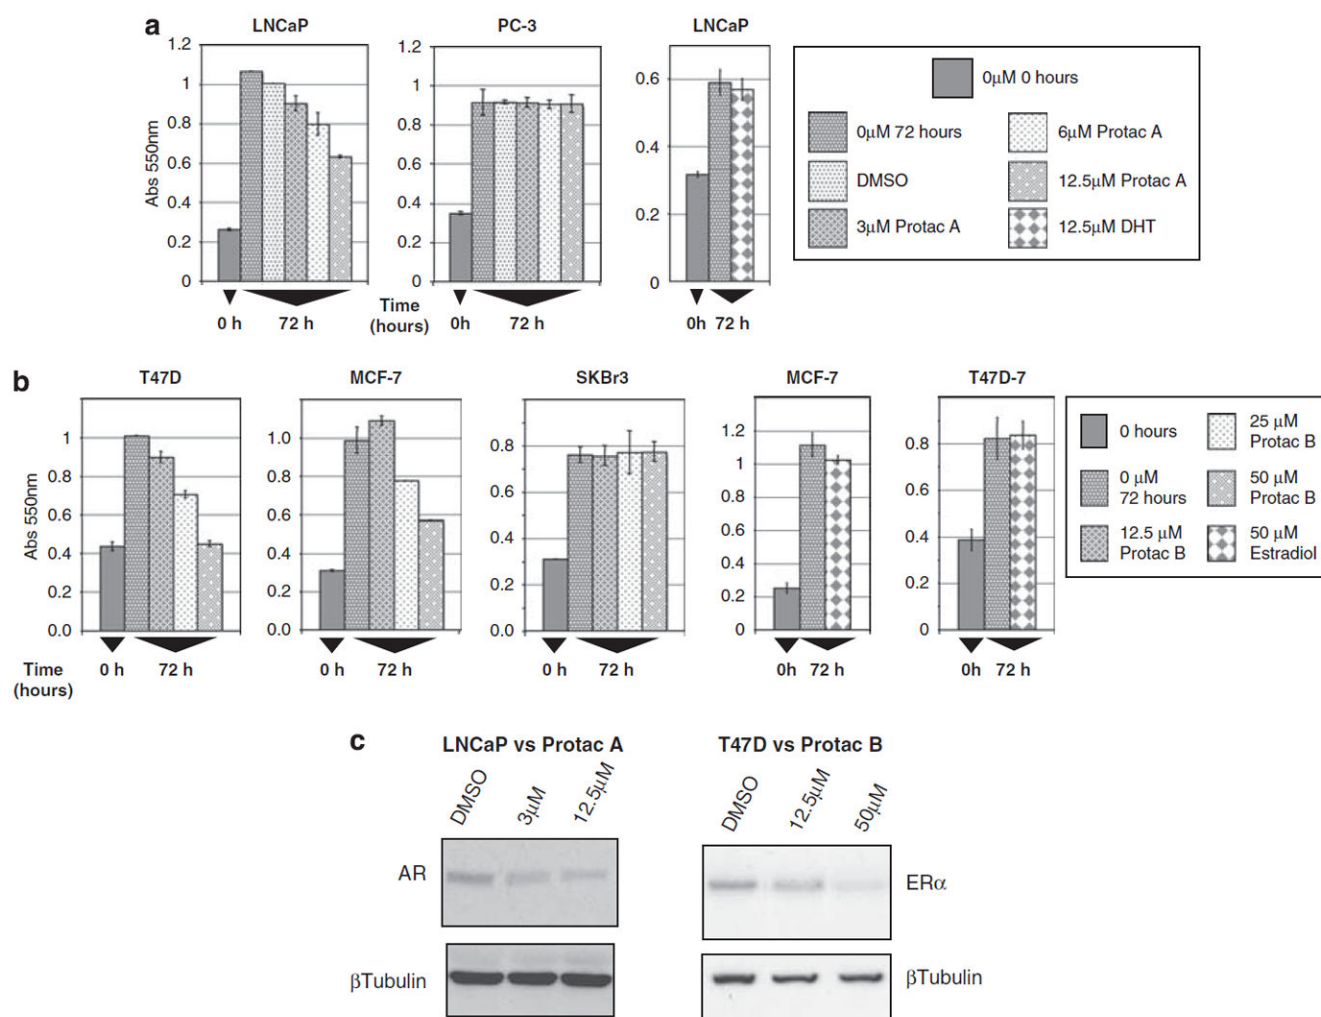 a
LNCaP
PC-3
LNCaP
Abs 550nm
1.2
1
0.8
0.6
0.4
0.2
0
1.2
1
0.8
0.6
0.4
0.2
0
0.6
0.4
0.2
0
0 h
72 h
Time
(hours)
0h
72 h
0h
72 h
0µM 0 hours
0µM 72 hours
6µM Protac A
DMSO
12.5µM Protac A
3µM Protac A
12.5µM DHT
b
T47D
MCF-7
SKBr3
MCF-7
T47D-7
Abs 550nm
1
0.8
0.6
0.4
0.2
0.0
1.0
0.8
0.6
0.4
0.2
0.0
0.8
0.6
0.4
0.2
0.0
1.2
1
0.8
0.6
0.4
0.2
0
0.8
0.6
0.4
0.2
0
Time
(hours)
0 h
72 h
0 h
72 h
0 h
72 h
0h
72 h
0h
72 h
0 hours
25 µM
Protac B
0 µM
72 hours
50 µM
Protac B
12.5 µM
Protac B
50 µM
Estradiol
c
LNCaP vs Protac A
T47D vs Protac B
DMSO
3µM
12.5µM
DMSO
12.5µM
50µM
AR
ERα
βTubulin
βTubulin